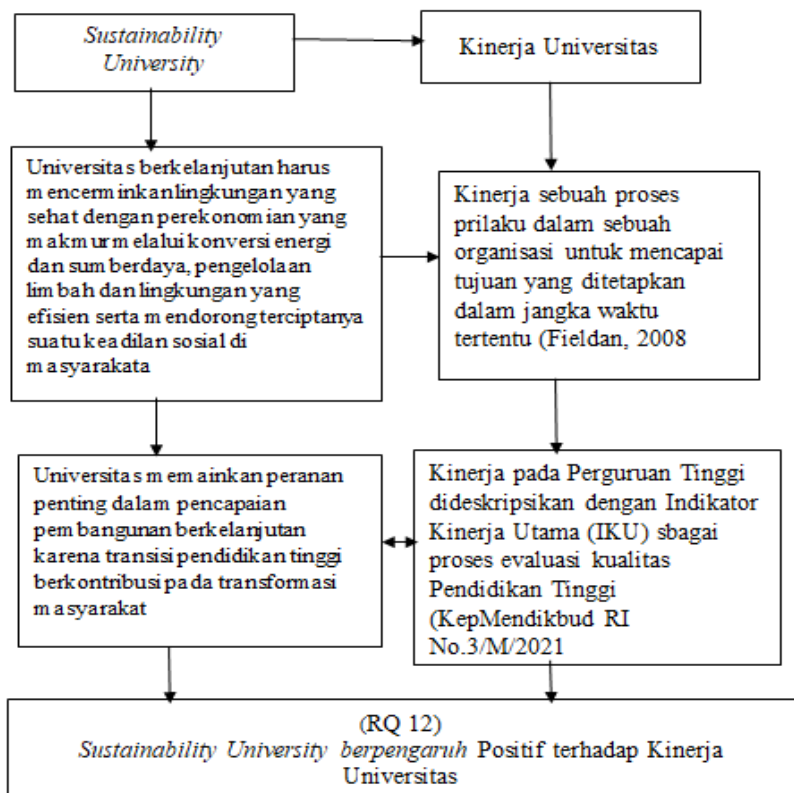 Sustainability
University
Kinerja Universitas
Universitas berkelanjutan harus
mencerminkan lingkungan yang
sehat dengan perekonomian yang
makmur melalui konversi energi
dan sumber daya, pengelolaan
limbah dan lingkungan yang
efisien serta mendorong terciptanya
suatu keadilan sosial di
masyarakata
Kinerja sebuah proses
prilaku dalam sebuah
organisasi untuk mencapai
tujuan yang ditetapkan
dalam jangka waktu
tertentu (Fieldan, 2008
Universitas memainkan peranan
penting dalam pencapaian
pembangunan berkelanjutan
karena transisi pendidikan tinggi
berkontribusi pada transformasi
masyarakat
Kinerja pada Perguruan Tinggi
dideskripsikan dengan Indikator
Kinerja Utama (IKU) sbagai
proses evaluasi kualitas
Pendidikan Tinggi
(KepMendikbud RI
No.3/M/2021
(RQ 12)
Sustainability University berpengaruh Positif terhadap Kinerja
Universitas